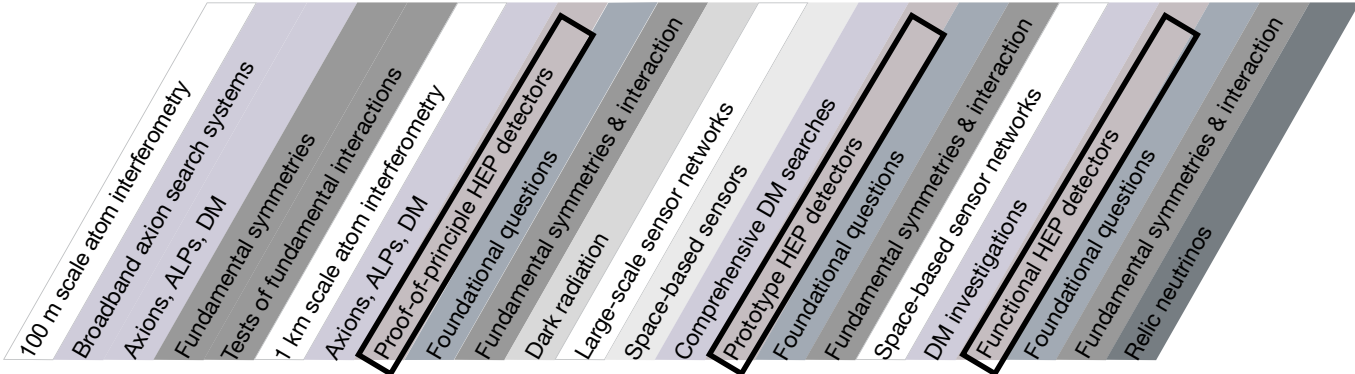 100 m scale atom interferometry
Broadband axion search systems
Axions, ALPs, DM
Fundamental symmetries
Tests of fundamental interactions
1 km scale atom interferometry
Axions, ALPs, DM
Proof-of-principle HEP detectors
Foundational questions
Fundamental symmetries & interaction
Dark radiation
Large-scale sensor networks
Space-based sensors
Comprehensive DM searches
Prototype HEP detectors
Foundational questions
Fundamental symmetries & interaction
Space-based sensor networks
DM investigations
Functional HEP detectors
Foundational questions
Fundamental symmetries & interaction
Relic neutrinos